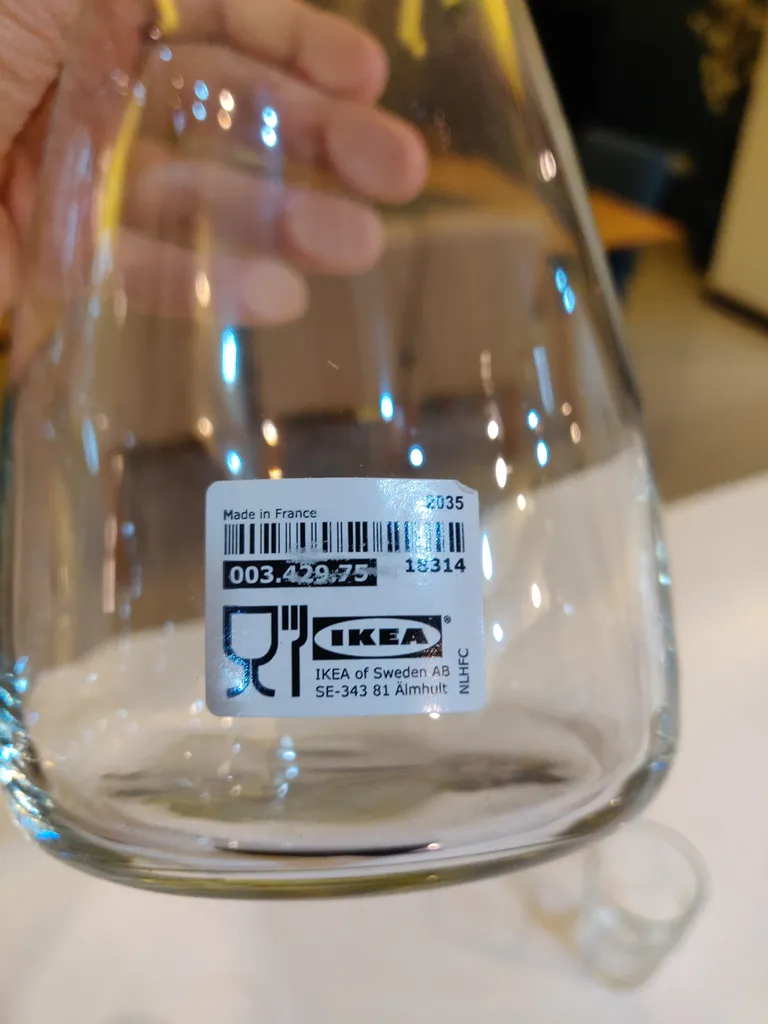 Made in France
2035
003.429.75
18314
IKEA®
IKEA of Sweden AB
SE-343 81 Älmhult
NLHFC